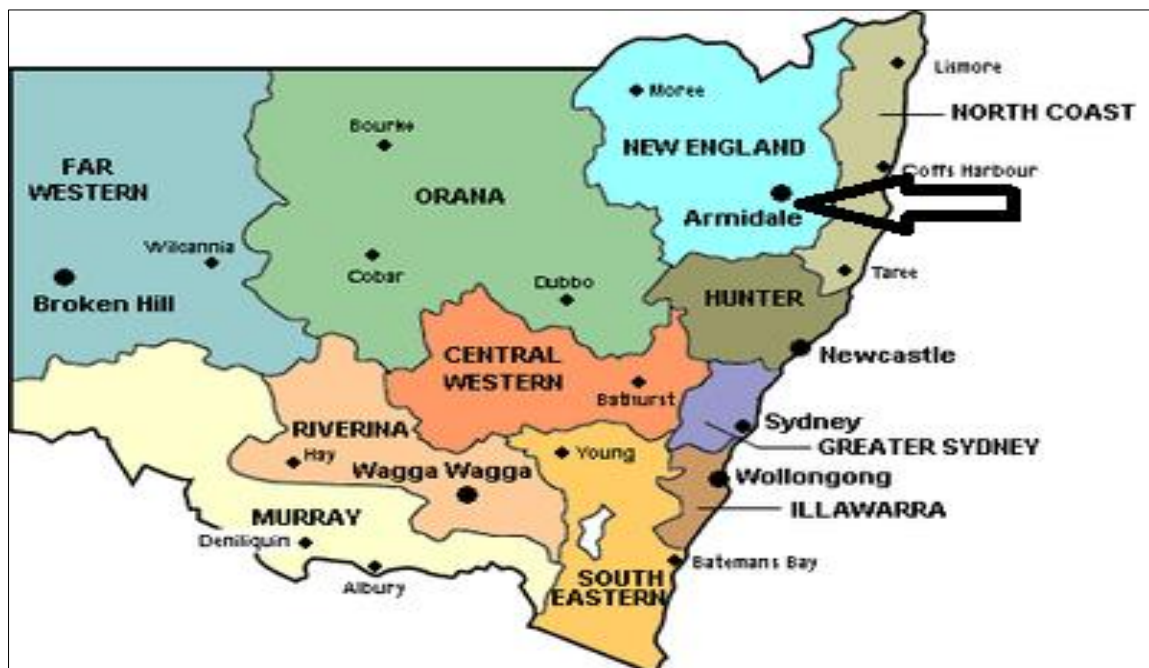 Lismore
Moree
NORTH COAST
Bourke
NEW ENGLAND
FAR
WESTERN
Coffs Harbour
ORANA
Armidale
Wilcannia
Cobar
Taree
Broken Hill
Dubbo
HUNTER
CENTRAL
WESTERN
Newcastle
Bathurst
RIVERINA
Sydney
GREATER SYDNEY
Hay
Young
Wagga Wagga
Wollongong
MURRAY
ILLAWARRA
Deniliquin
Batemans Bay
Albury
SOUTH
EASTERN